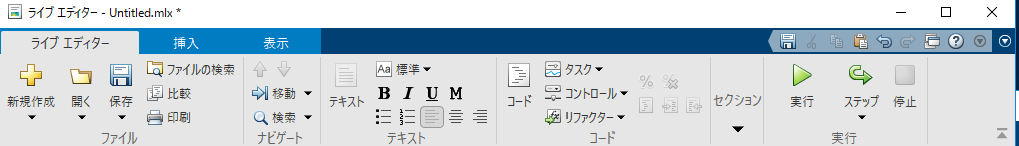 ライブ エディター - Untitled.mlx *
ライブ エディター 挿入 表示
新規作成 開く 保存 ファイルの検索 比較 印刷
ファイル
移動 検索
ナビゲート
テキスト Aa 標準 B I U M
テキスト
コード タスク コントロール リファクター
コード
セクション
実行 ステップ 停止
実行